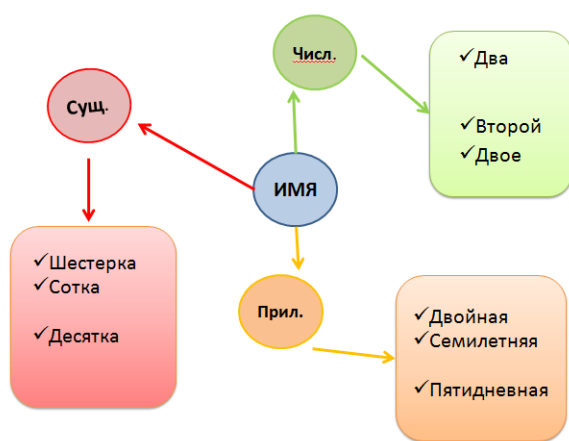 Числ.
✓Два
✓Второй
✓Двое
Сущ.
ИМЯ
✓Шестерка
✓Сотка
✓Десятка
Прил.
✓Двойная
✓Семилетняя
✓Пятидневная